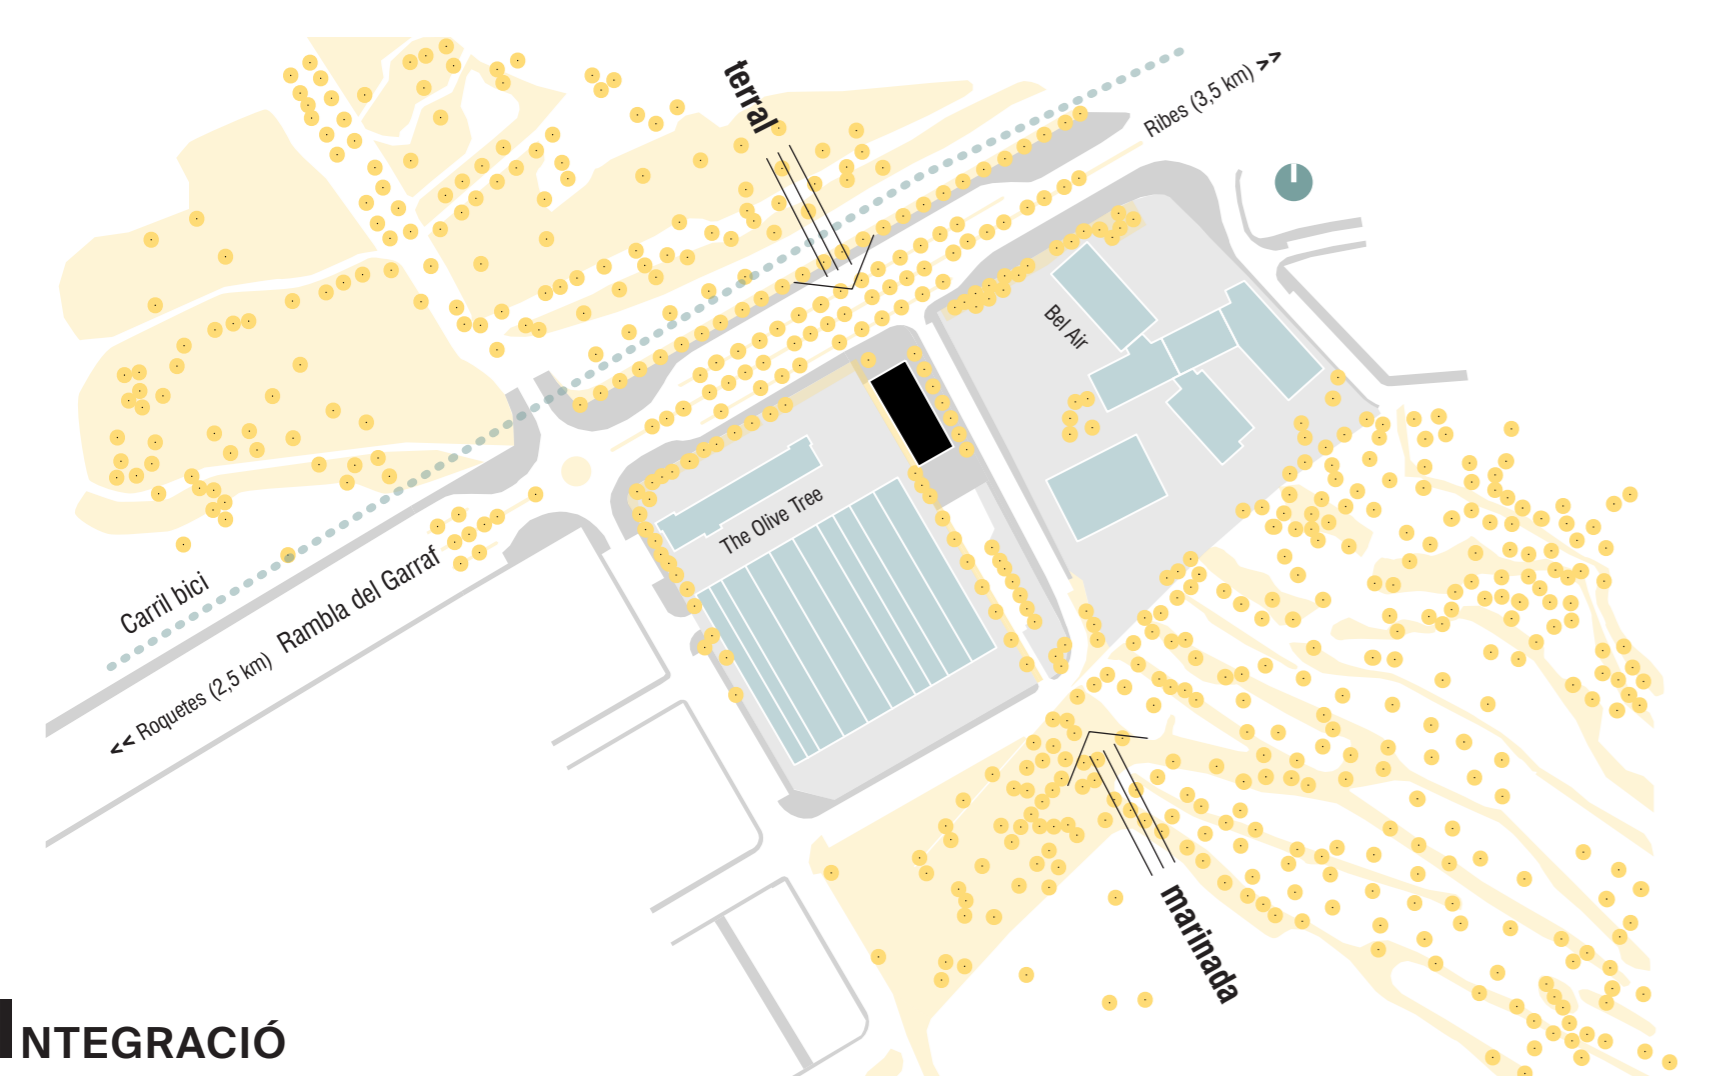 terral
Ribes (3,5 km) >>
Bel Air
The Olive Tree
Carril bici
Rambla del Garraf
<< Roquetes (2,5 km)
marinada
INTEGRACIÓ